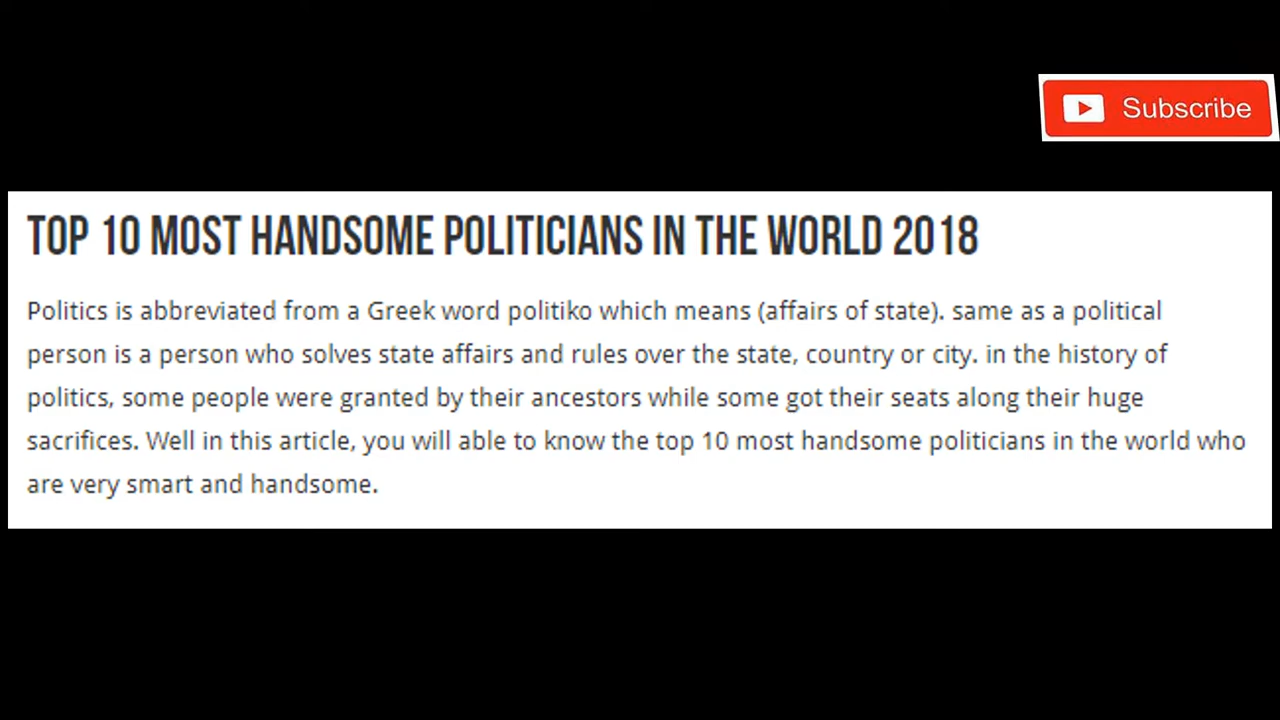 Subscribe
TOP 10 MOST HANDSOME POLITICIANS IN THE WORLD 2018
Politics is abbreviated from a Greek word politiko which means (affairs of state). same as a political
person is a person who solves state affairs and rules over the state, country or city. in the history of
politics, some people were granted by their ancestors while some got their seats along their huge
sacrifices. Well in this article, you will able to know the top 10 most handsome politicians in the world who
are very smart and handsome.